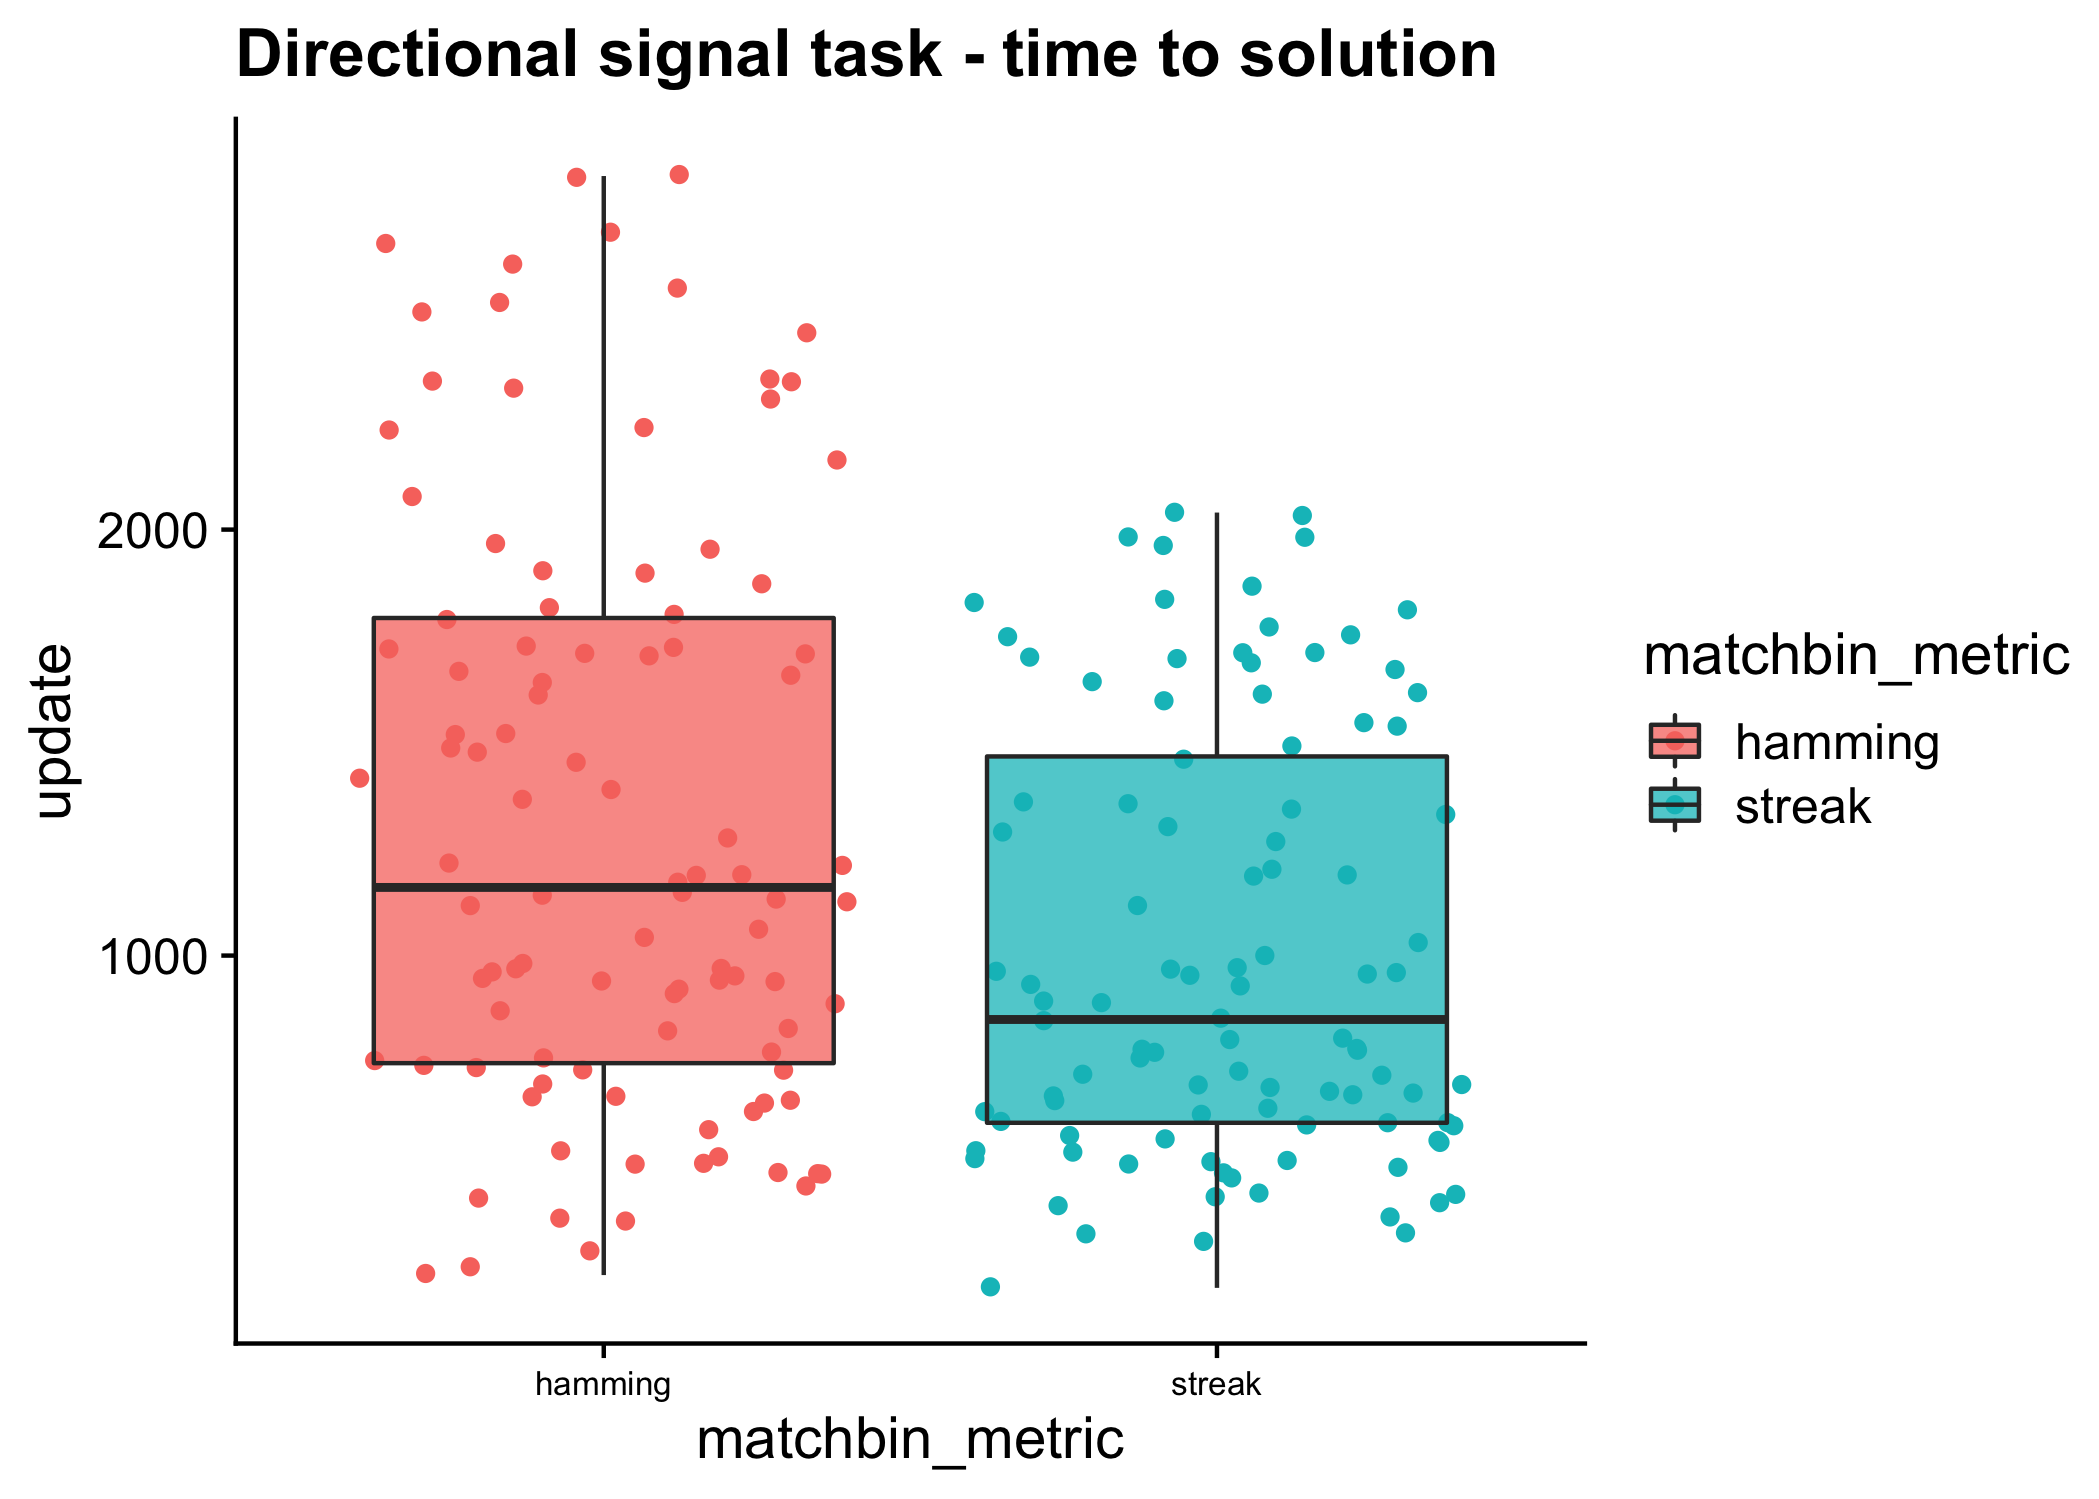 Directional signal task - time to solution
update
2000
1000
hamming
streak
matchbin_metric
matchbin_metric
hamming
streak